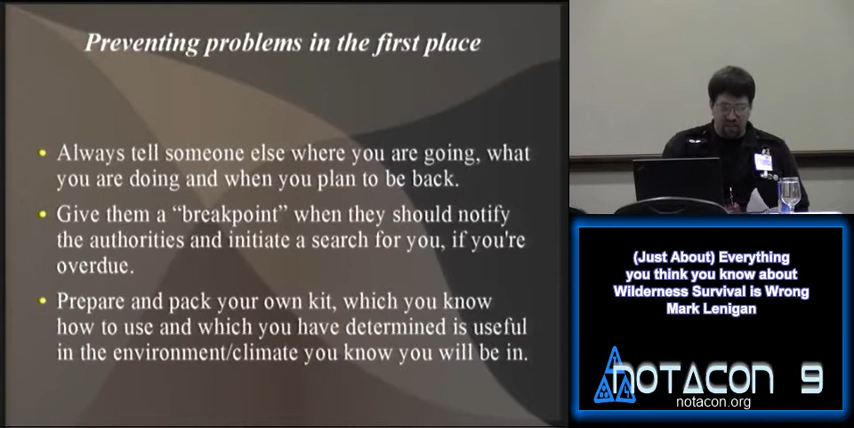 Preventing problems in the first place
Always tell someone else where you are going, what
you are doing and when you plan to be back.
Give them a “breakpoint” when they should notify
the authorities and initiate a search for you, if you're
overdue.
Prepare and pack your own kit, which you know
how to use and which you have determined is useful
in the environment/climate you know you will be in.
(Just About) Everything
you think you know about
Wilderness Survival is Wrong
Mark Lenigan
NOTACON 9
notacon.org